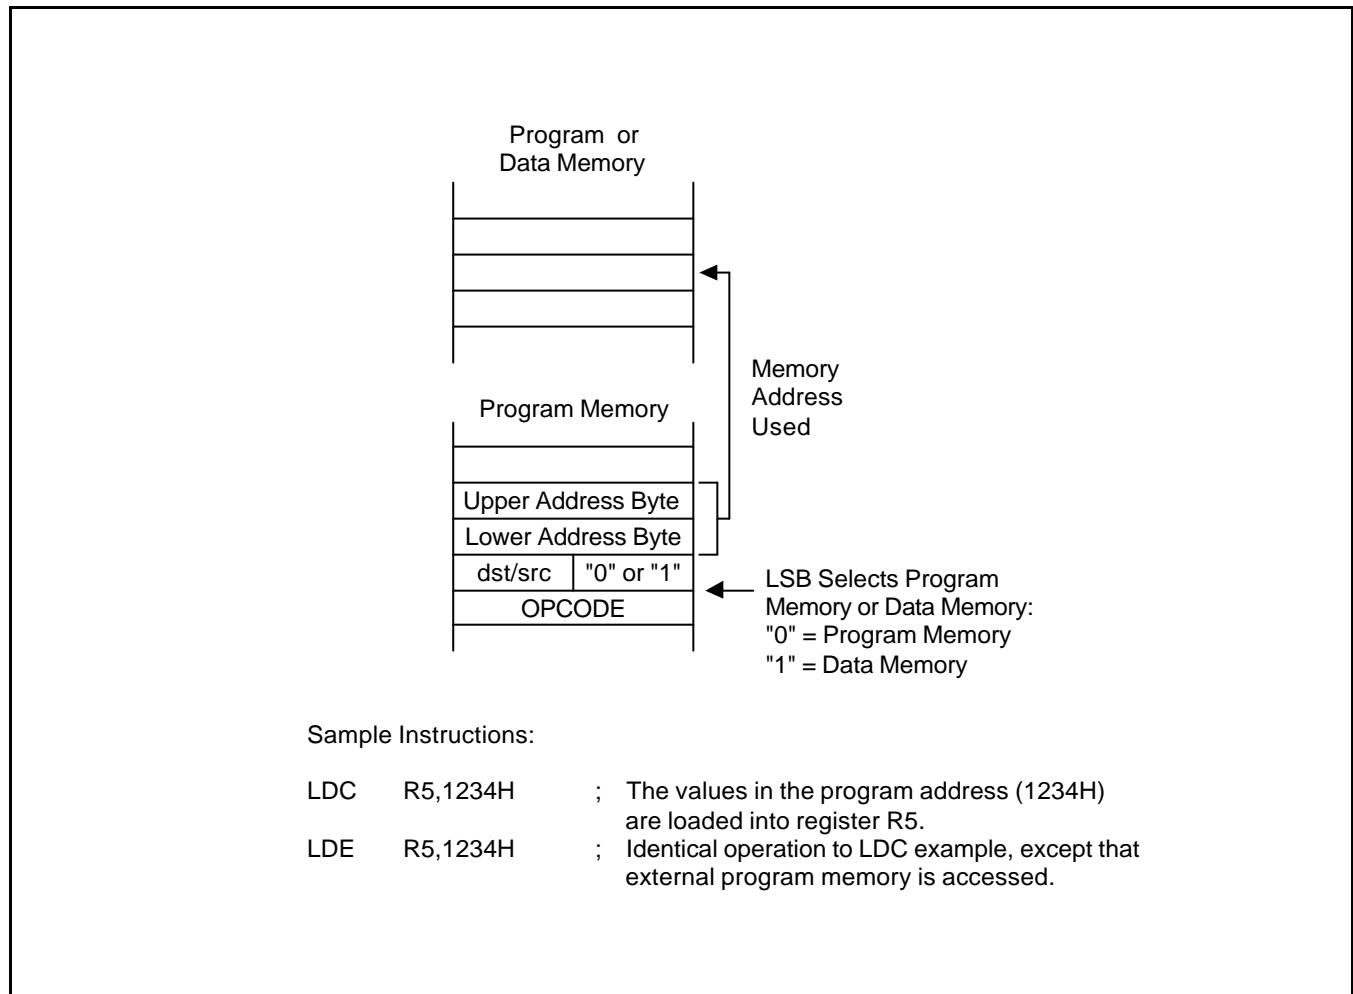 Program or
Data Memory
Memory
Address
Used
Program Memory
Upper Address Byte
Lower Address Byte
dst/src "0" or "1"
OPCODE
LSB Selects Program
Memory or Data Memory:
"0" = Program Memory
"1" = Data Memory
Sample Instructions:
LDC R5,1234H ; The values in the program address (1234H)
are loaded into register R5.
LDE R5,1234H ; Identical operation to LDC example, except that
external program memory is accessed.